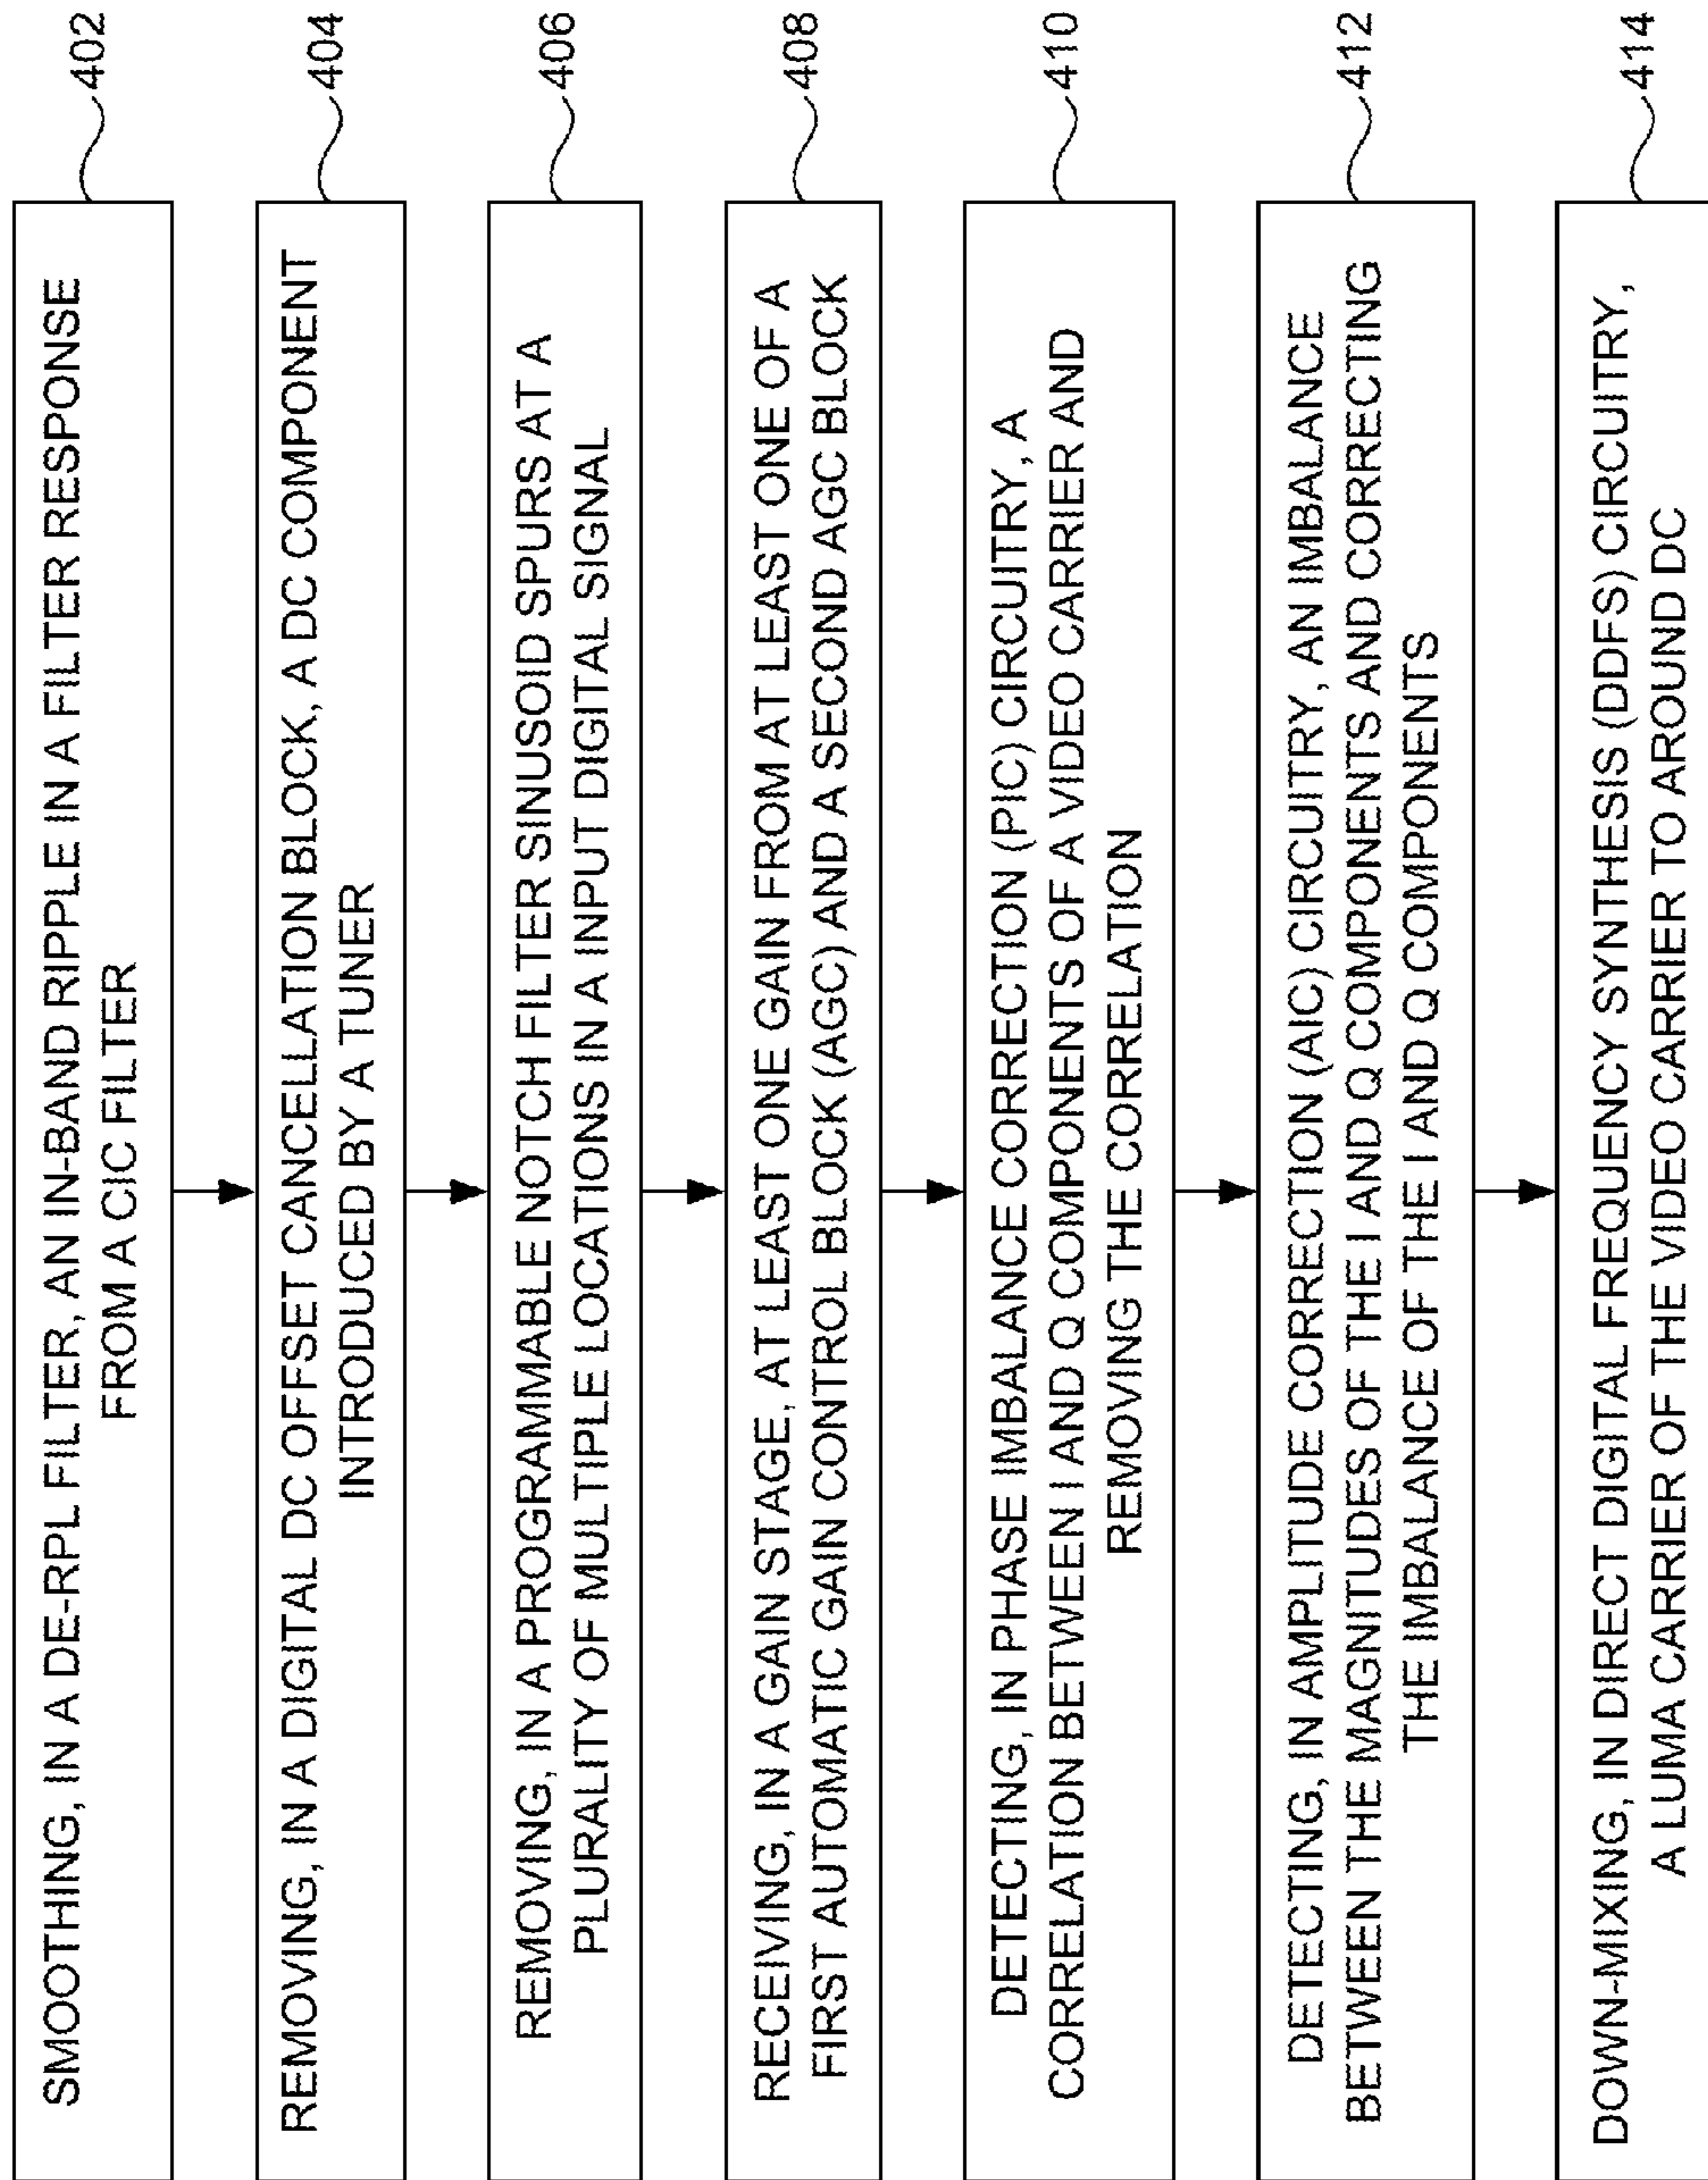 SMOOTHING, IN A DE-RPL FILTER, AN IN-BAND RIPPLE IN A FILTER RESPONSE
FROM A CIC FILTER
402
REMOVING, IN A DIGITAL DC OFFSET CANCELLATION BLOCK, A DC COMPONENT
INTRODUCED BY A TUNER
404
REMOVING, IN A PROGRAMMABLE NOTCH FILTER SINUSOID SPURS AT A
PLURALITY OF MULTIPLE LOCATIONS IN A INPUT DIGITAL SIGNAL
406
RECEIVING, IN A GAIN STAGE, AT LEAST ONE GAIN FROM AT LEAST ONE OF A
FIRST AUTOMATIC GAIN CONTROL BLOCK (AGC) AND A SECOND AGC BLOCK
408
DETECTING, IN PHASE IMBALANCE CORRECTION (PIC) CIRCUITRY, A
CORRELATION BETWEEN I AND Q COMPONENTS OF A VIDEO CARRIER AND
REMOVING THE CORRELATION
410
DETECTING, IN AMPLITUDE CORRECTION (AIC) CIRCUITRY, AN IMBALANCE
BETWEEN THE MAGNITUDES OF THE I AND Q COMPONENTS AND CORRECTING
THE IMBALANCE OF THE I AND Q COMPONENTS
412
DOWN-MIXING, IN DIRECT DIGITAL FREQUENCY SYNTHESIS (DDFS) CIRCUITRY,
A LUMA CARRIER OF THE VIDEO CARRIER TO AROUND DC
414